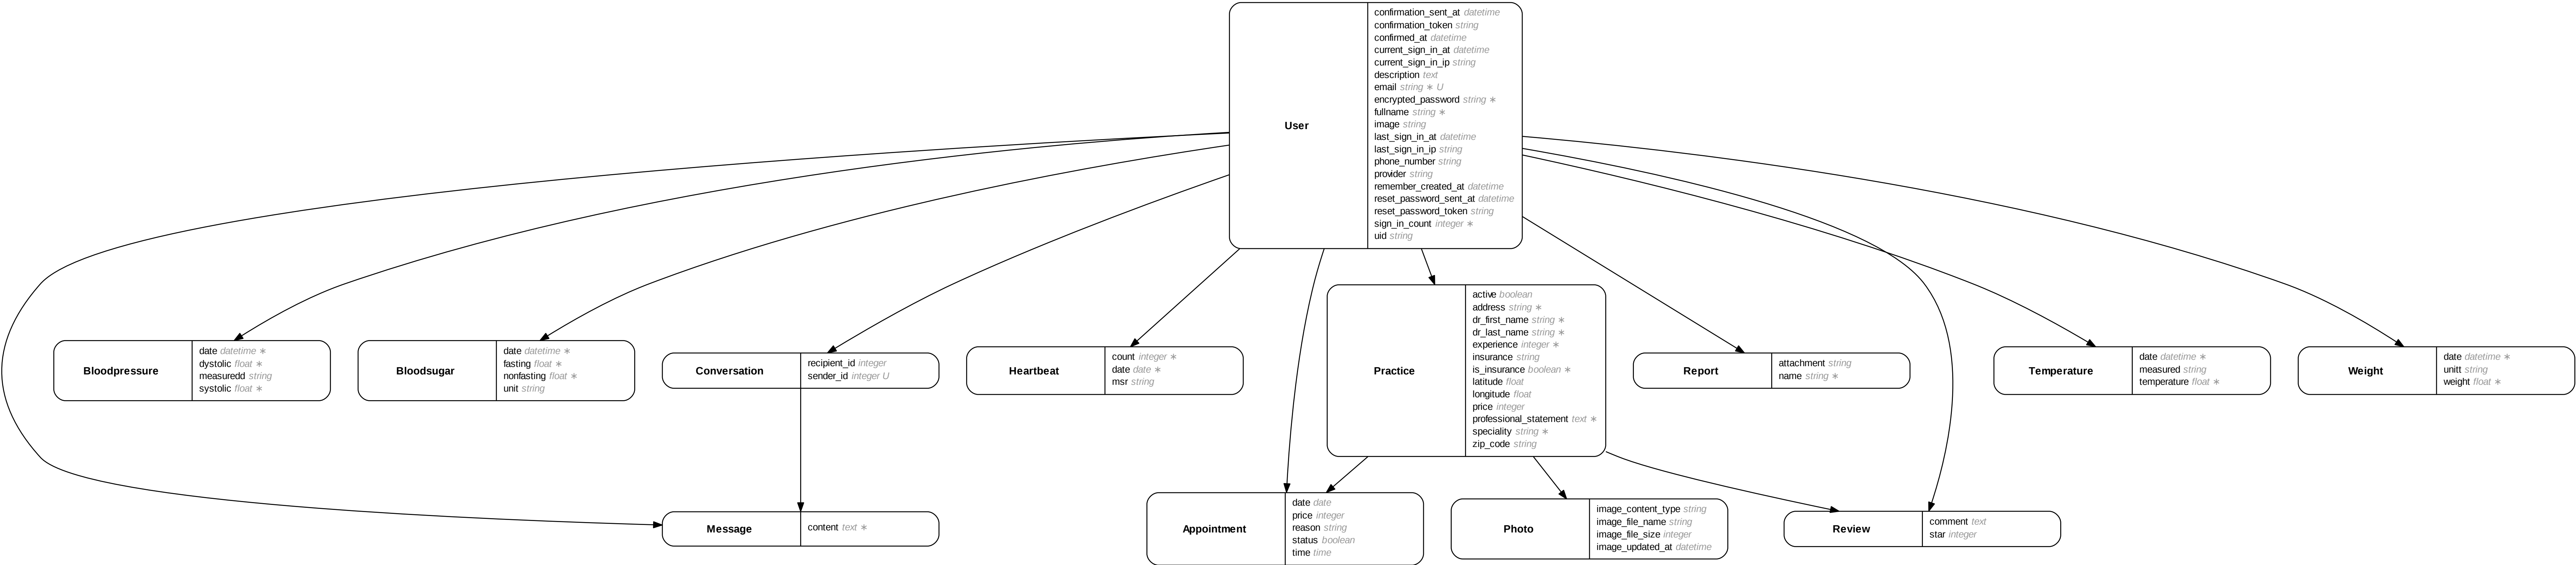 User
confirmation_sent_at datetime
confirmation_token string
confirmed_at datetime
current_sign_in_at datetime
current_sign_in_ip string
description text
email string ∗ U
encrypted_password string ∗
fullname string ∗
image string
last_sign_in_at datetime
last_sign_in_ip string
phone_number string
provider string
remember_created_at datetime
reset_password_sent_at datetime
reset_password_token string
sign_in_count integer ∗
uid string
Bloodpressure
date datetime ∗
dystolic float ∗
measuredd string
systolic float ∗
Bloodsugar
date datetime ∗
fasting float ∗
nonfasting float ∗
unit string
Conversation
recipient_id integer
sender_id integer U
Heartbeat
count integer ∗
date date ∗
msr string
Practice
active boolean
address string ∗
dr_first_name string ∗
dr_last_name string ∗
experience integer ∗
insurance string
is_insurance boolean ∗
latitude float
longitude float
price integer
professional_statement text ∗
speciality string ∗
zip_code string
Report
attachment string
name string ∗
Temperature
date datetime ∗
measured string
temperature float ∗
Weight
date datetime ∗
unitt string
weight float ∗
Message
content text ∗
Appointment
date date
price integer
reason string
status boolean
time time
Photo
image_content_type string
image_file_name string
image_file_size integer
image_updated_at datetime
Review
comment text
star integer